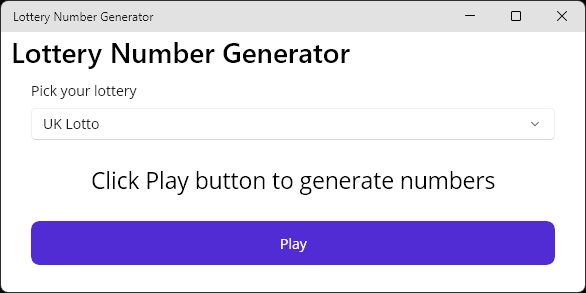 Lottery Number Generator
Lottery Number Generator
Pick your lottery
UK Lotto
Click Play button to generate numbers
Play